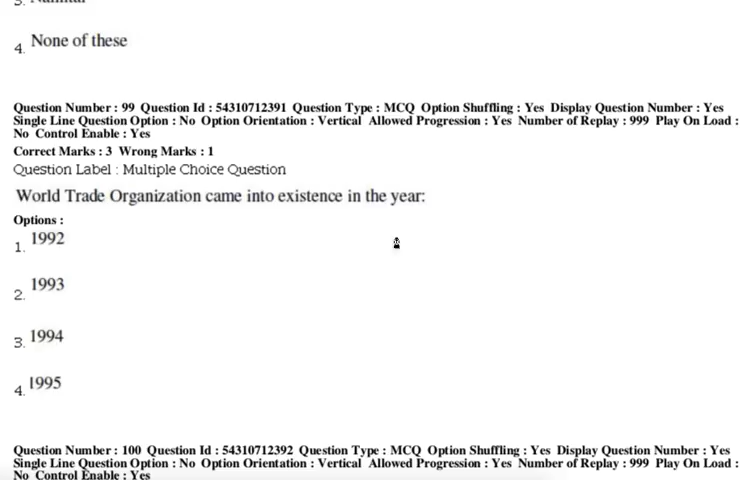 4. None of these
Question Number : 99 Question Id : 54310712391 Question Type : MCQ Option Shuffling : Yes Display Question Number : Yes
Single Line Question Option : No Option Orientation : Vertical Allowed Progression : Yes Number of Replay : 999 Play On Load :
No Control Enable : Yes
Correct Marks : 3 Wrong Marks : 1
Question Label : Multiple Choice Question
World Trade Organization came into existence in the year:
Options :
1. 1992
2. 1993
3. 1994
4. 1995
Question Number : 100 Question Id : 54310712392 Question Type : MCQ Option Shuffling : Yes Display Question Number : Yes
Single Line Question Option : No Option Orientation : Vertical Allowed Progression : Yes Number of Replay : 999 Play On Load :
No Control Enable : Yes